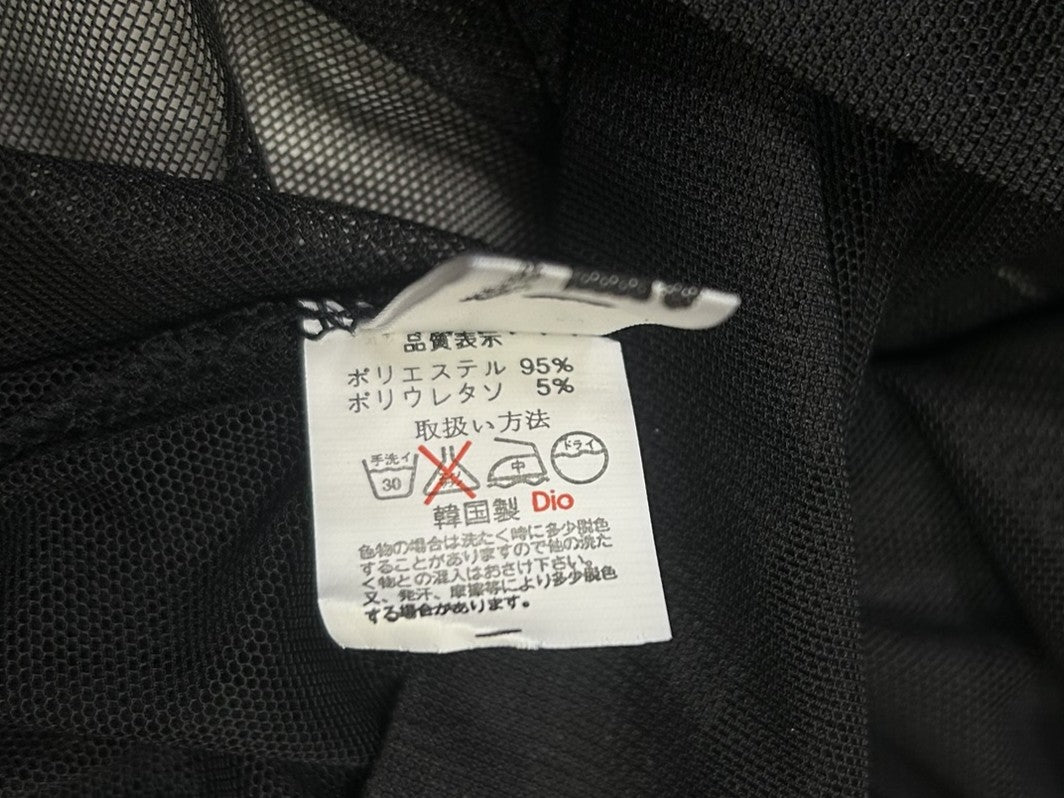 品質表示
ポリエステル 95%
ポリウレタソ 5%
取扱い方法
手洗イ 30 中 ドライ
韓国製 Dio
色物の場合は洗たく時に多少脱色
することがありますので他の洗た
く物との混入はおさけ下さい。
又、発汗、摩擦等により多少脱色
する場合があります。